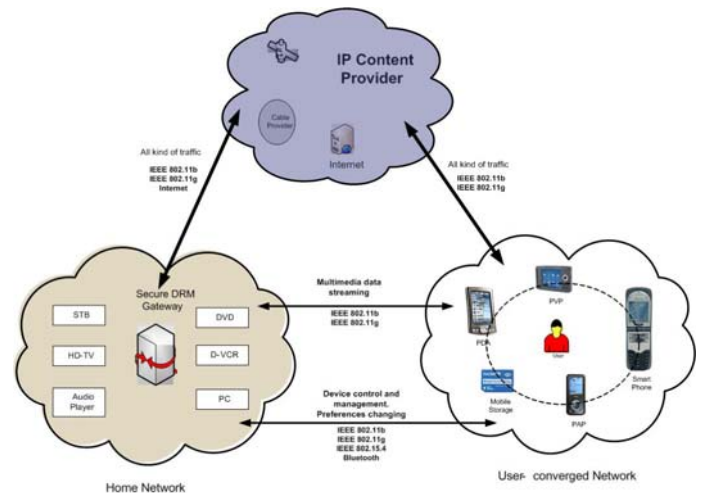 IP Content
Provider
Cable
Provider
Internet
All kind of traffic
IEEE 802.11b
IEEE 802.11g
Internet
All kind of traffic
IEEE 802.11b
IEEE 802.11g
Secure DRM
Gateway
STB
DVD
HD-TV
D-VCR
Audio
Player
PC
Home Network
Multimedia data
streaming
IEEE 802.11b
IEEE 802.11g
Device control and
management.
Preferences changing
IEEE 802.11b
IEEE 802.11g
IEEE 802.15.4
Bluetooth
PVP
PDA
User
Smart
Phone
Mobile
Storage
PAP
User- converged Network